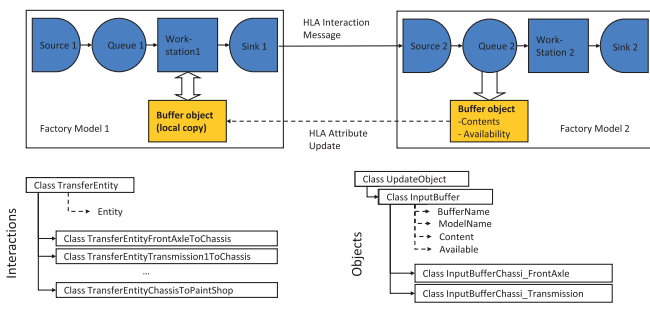 HLA Interaction
Message
Source 1
Queue 1
Work-
station1
Sink 1
Source 2
Queue 2
Work-
Station 2
Sink 2
Buffer object
(local copy)
Buffer object
-Contents
- Availability
Factory Model 1
Factory Model 2
HLA Attribute
Update
Interactions
Class TransferEntity
Entity
Class TransferEntityFrontAxleToChassis
Class TransferEntityTransmission1ToChassis
...
Class TransferEntityChassisToPaintShop
Objects
Class UpdateObject
Class InputBuffer
BufferName
ModelName
Content
Available
Class InputBufferChassi_FrontAxle
Class InputBufferChassi_Transmission